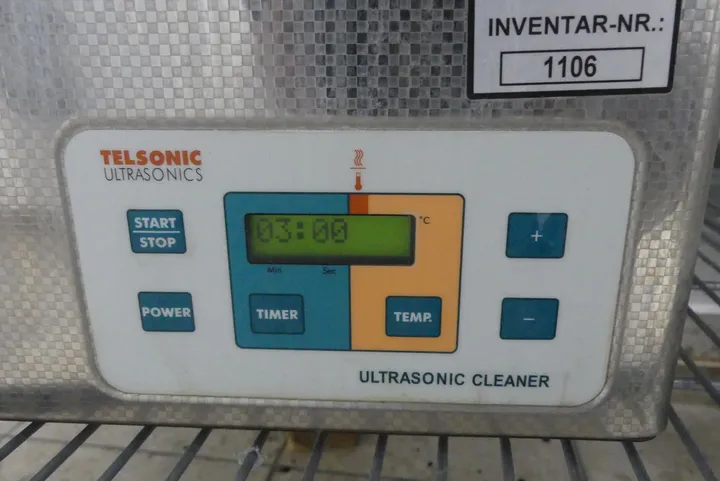 INVENTAR-NR.:
1106
TELSONIC
ULTRASONICS
START
STOP
03:00
°C
+
Min Sec
POWER
TIMER
TEMP.
−
ULTRASONIC CLEANER